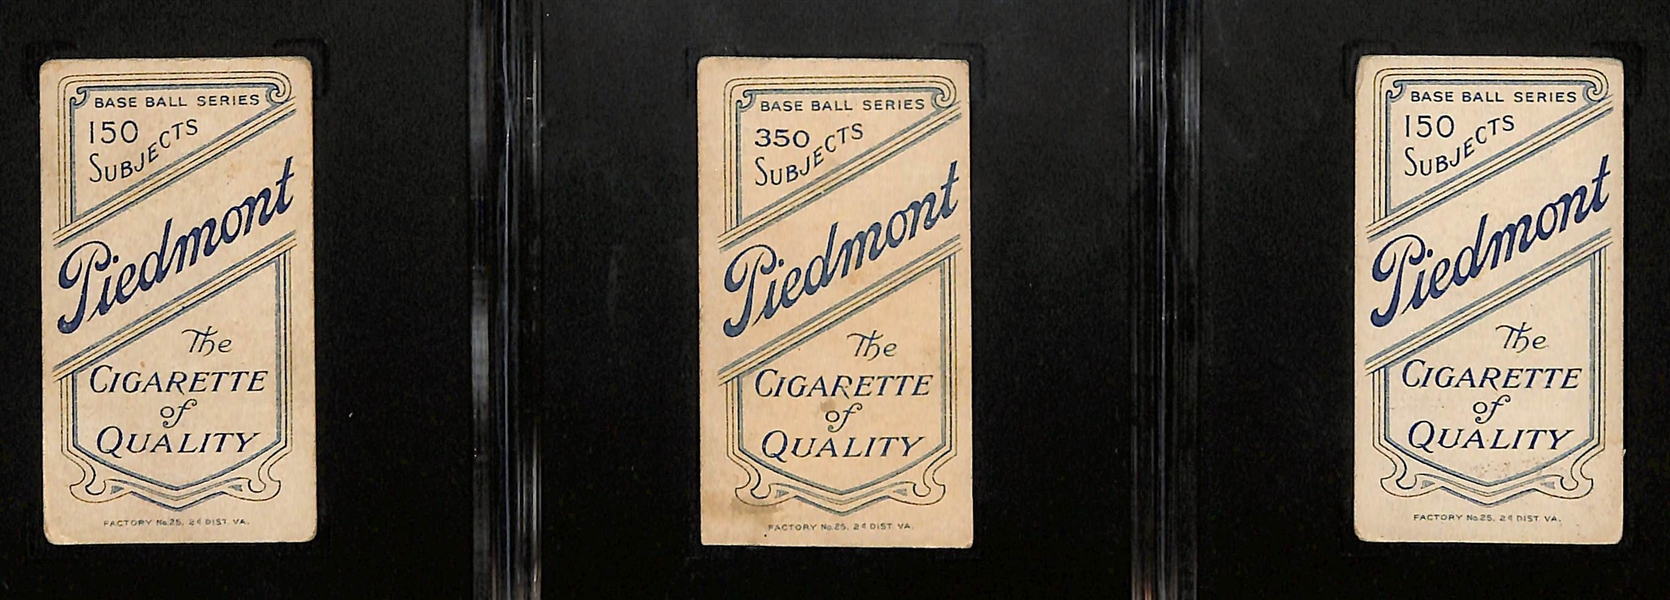 BASE BALL SERIES
150
SUBJECTS
Piedmont
The
CIGARETTE
of
QUALITY
FACTORY No.25, 2d DIST. VA.
BASE BALL SERIES
350
SUBJECTS
Piedmont
The
CIGARETTE
of
QUALITY
FACTORY No.25, 2d DIST. VA.
BASE BALL SERIES
150
SUBJECTS
Piedmont
The
CIGARETTE
of
QUALITY
FACTORY No.25, 2d DIST. VA.